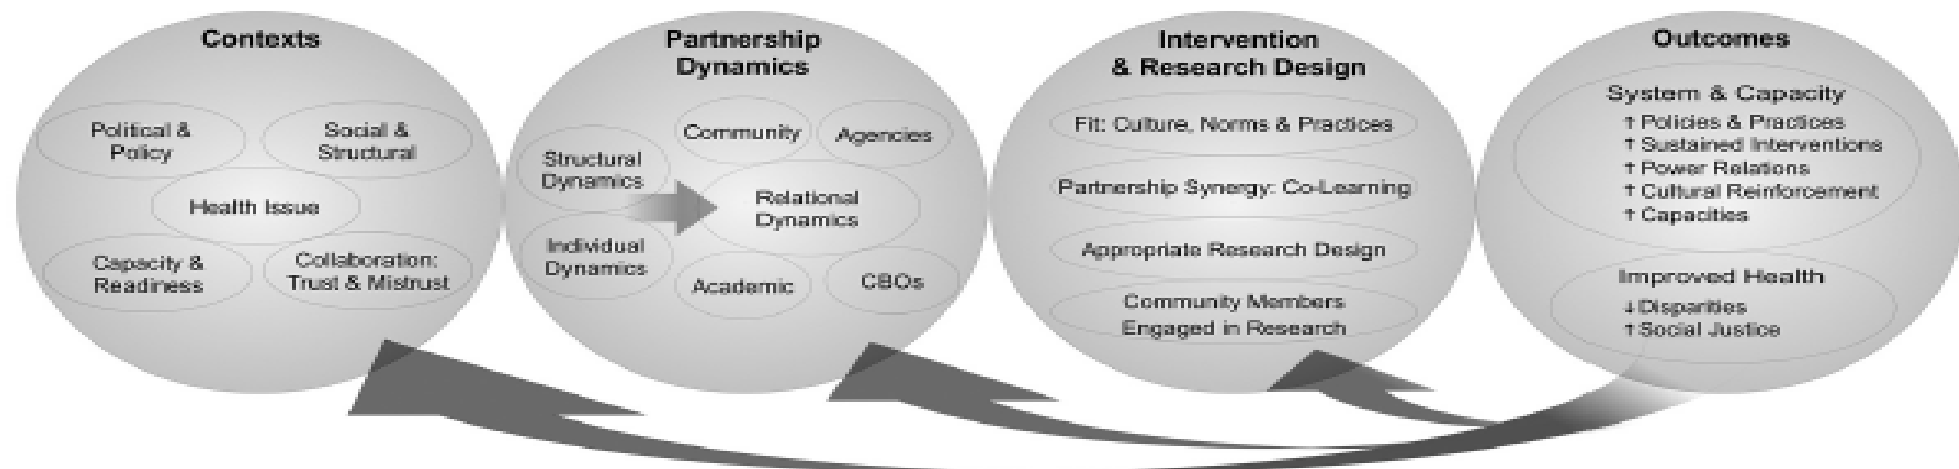 Contexts
Political &
Policy
Social &
Structural
Health Issue
Capacity &
Readiness
Collaboration:
Trust & Mistrust
Partnership
Dynamics
Structural
Dynamics
Individual
Dynamics
Community
Agencies
Relational
Dynamics
Academic
CBOs
Intervention
& Research Design
Fit: Culture, Norms & Practices
Partnership Synergy: Co-Learning
Appropriate Research Design
Community Members
Engaged in Research
Outcomes
System & Capacity
↑ Policies & Practices
↑ Sustained Interventions
↑ Power Relations
↑ Cultural Reinforcement
↑ Capacities
Improved Health
↓ Disparities
↑ Social Justice